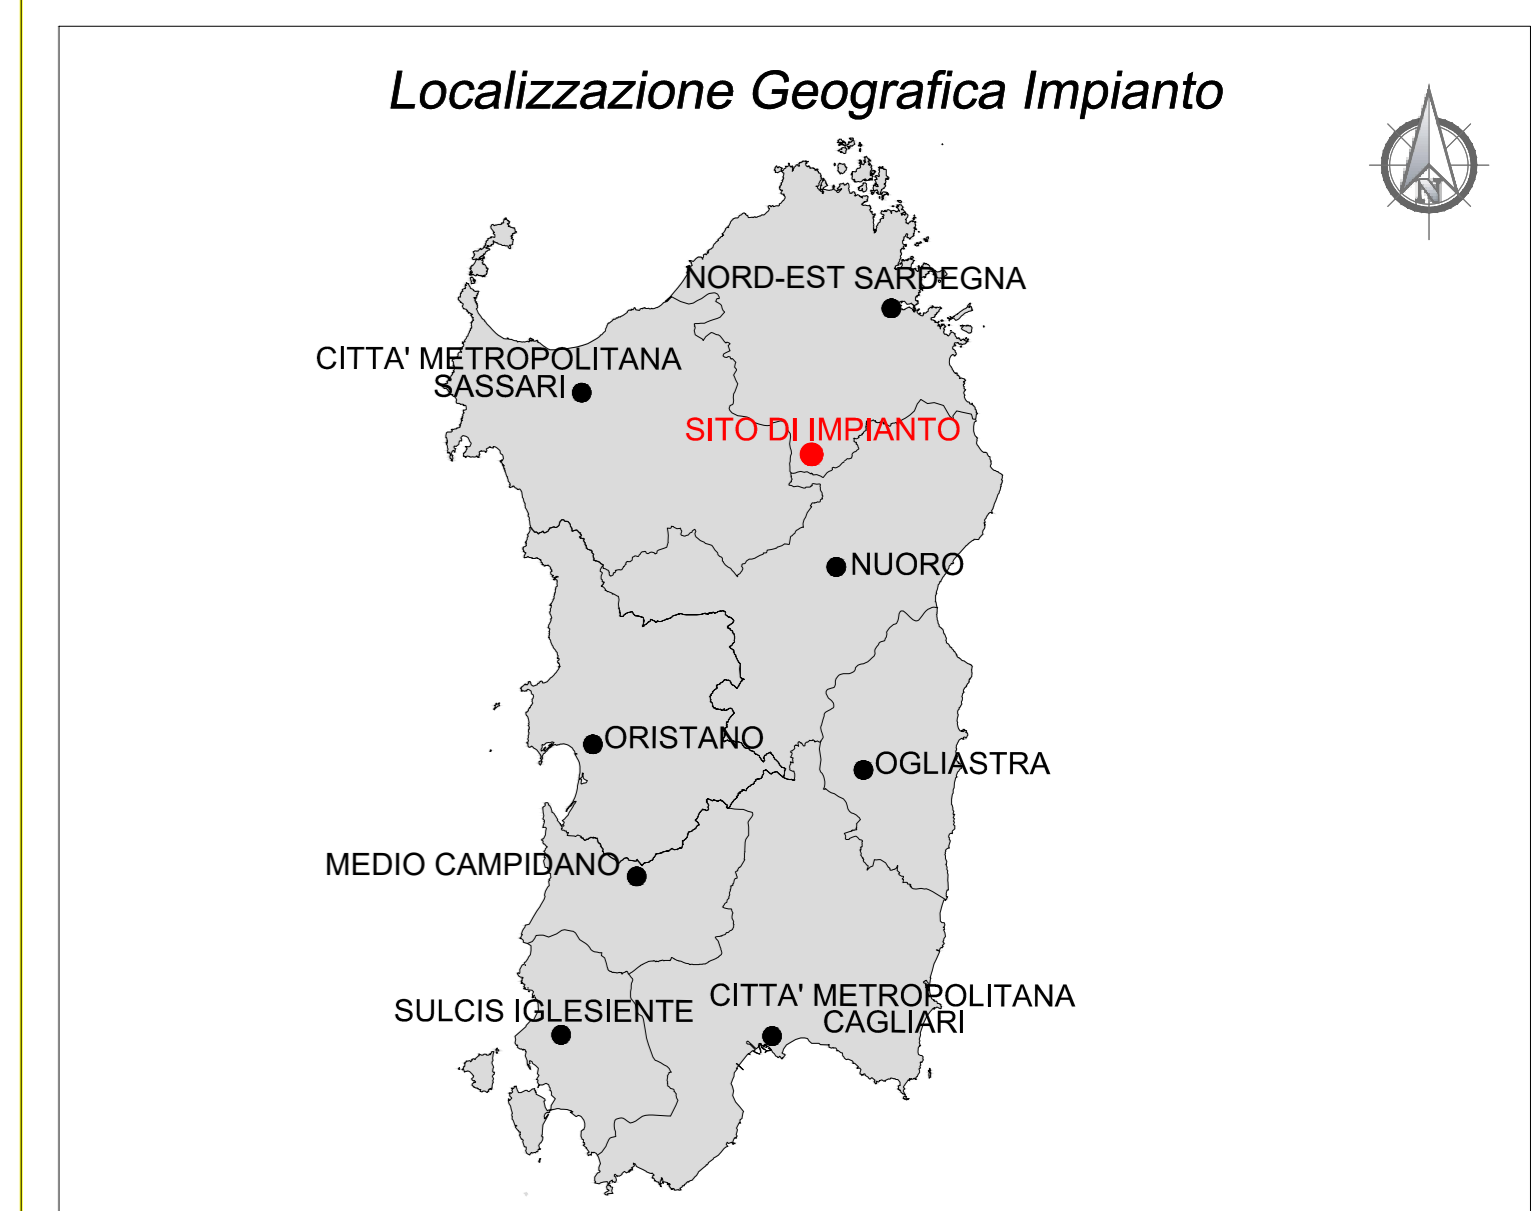 Localizzazione Geografica Impianto
N
NORD-EST SARDEGNA
CITTA' METROPOLITANA
SASSARI
SITO DI IMPIANTO
NUORO
ORISTANO
OGLIASTRA
MEDIO CAMPIDANO
SULCIS IGLESIENTE
CITTA' METROPOLITANA
CAGLIARI